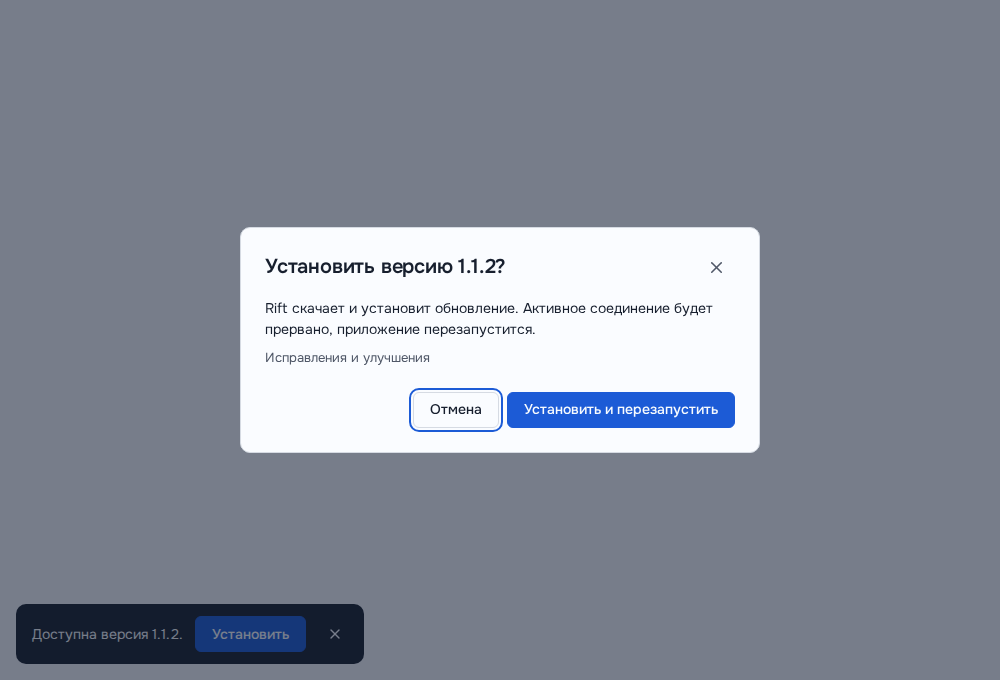 Установить версию 1.1.2?
Rift скачает и установит обновление. Активное соединение будет
прервано, приложение перезапустится.
Исправления и улучшения
Отмена
Установить и перезапустить
Доступна версия 1.1.2.
Установить